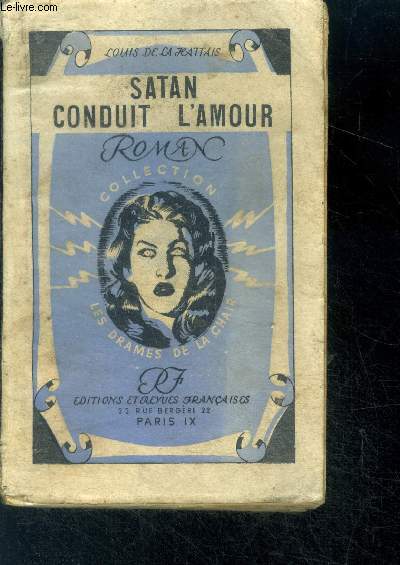 Le-Livre.com
LOUIS DE LA HATTAIS
SATAN
CONDUIT L'AMOUR
ROMAN
COLLECTION
LES DRAMES DE LA CHAIR
RF
EDITIONS ET REVUES FRANÇAISES
22 RUE BERGÈRE 22
PARIS IX